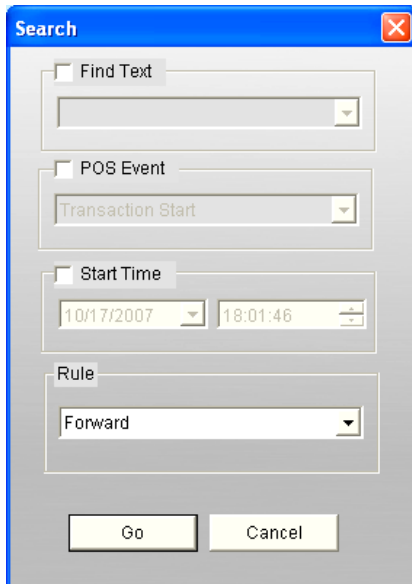 Search
Find Text
POS Event
Transaction Start
Start Time
10/17/2007 18:01:46
Rule
Forward
Go Cancel